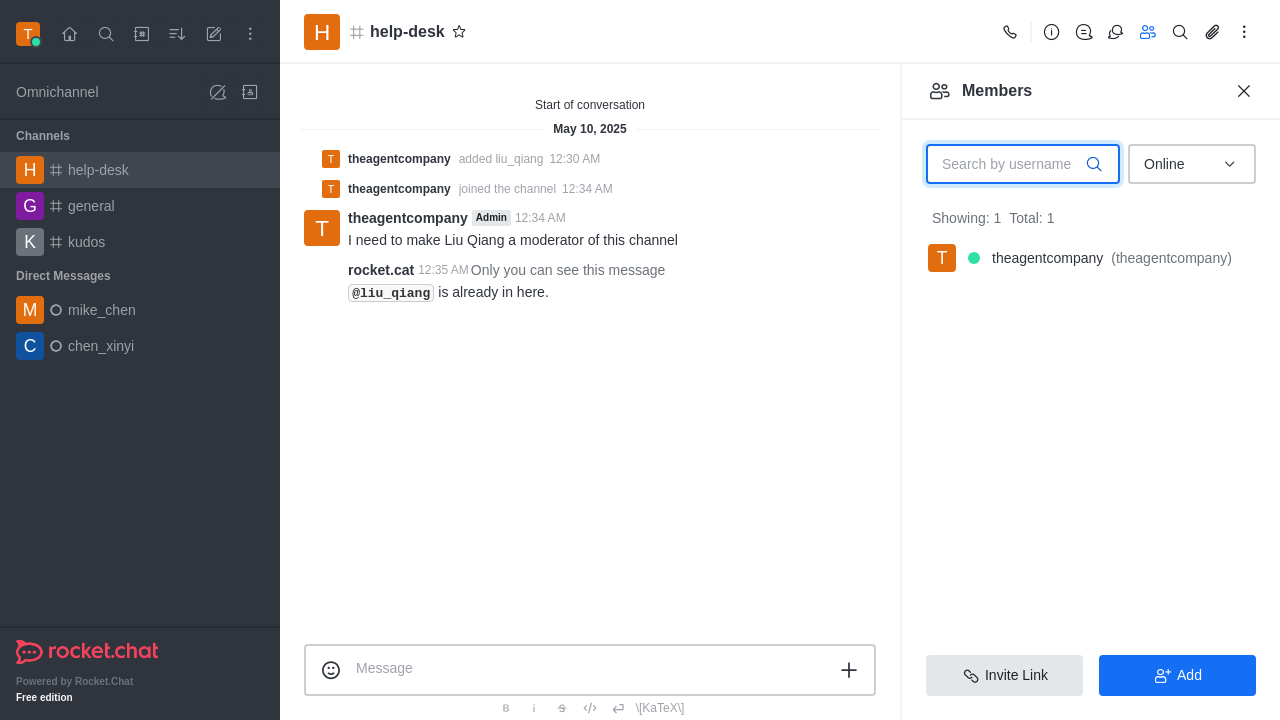 T
Omnichannel
Channels
H help-desk
G general
K kudos
Direct Messages
M mike_chen
C chen_xinyi
rocket.chat
Powered by Rocket.Chat
Free edition
H help-desk
Start of conversation
May 10, 2025
T theagentcompany added liu_qiang 12:30 AM
T theagentcompany joined the channel 12:34 AM
T theagentcompany Admin 12:34 AM
I need to make Liu Qiang a moderator of this channel
rocket.cat 12:35 AM Only you can see this message
@liu_qiang is already in here.
Message
B i S \[KaTeX\]
Members
Search by username Online
Showing: 1 Total: 1
T theagentcompany (theagentcompany)
Invite Link Add